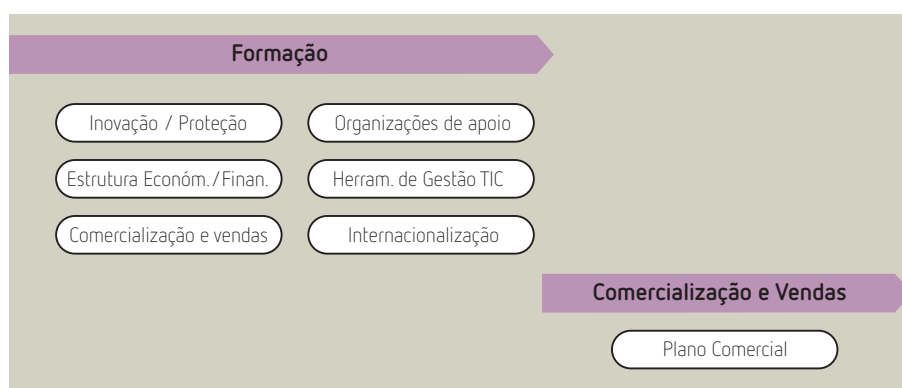 Formação
Inovação / Proteção
Organizações de apoio
Estrutura Económ./Finan.
Herram. de Gestão TIC
Comercialização e vendas
Internacionalização
Comercialização e Vendas
Plano Comercial